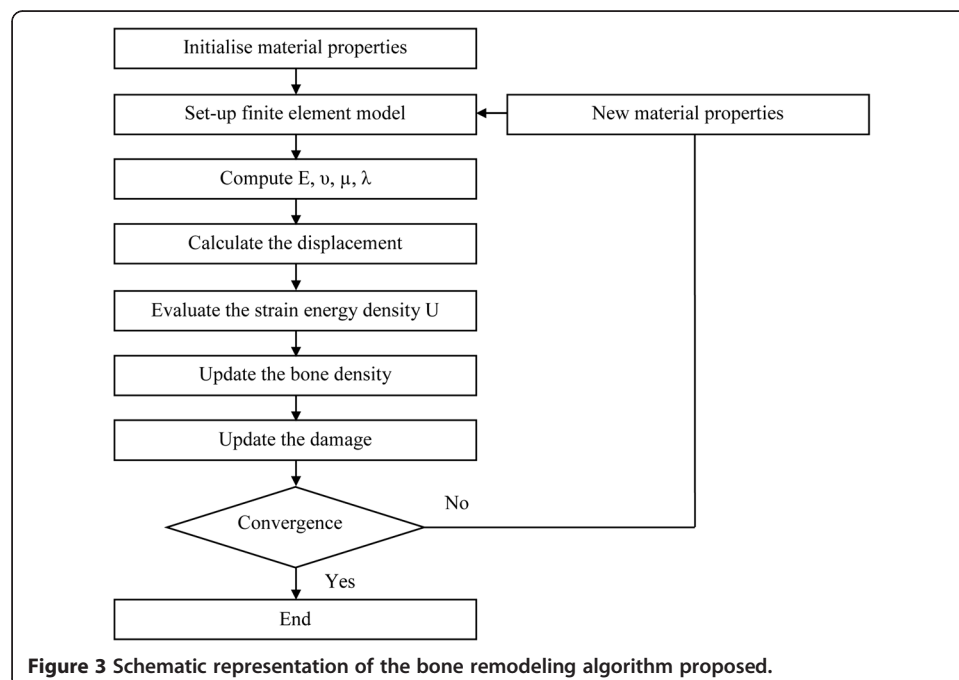 Initialise material properties
Set-up finite element model
New material properties
Compute E, υ, μ, λ
Calculate the displacement
Evaluate the strain energy density U
Update the bone density
Update the damage
Convergence
No
Yes
End
Figure 3 Schematic representation of the bone remodeling algorithm proposed.